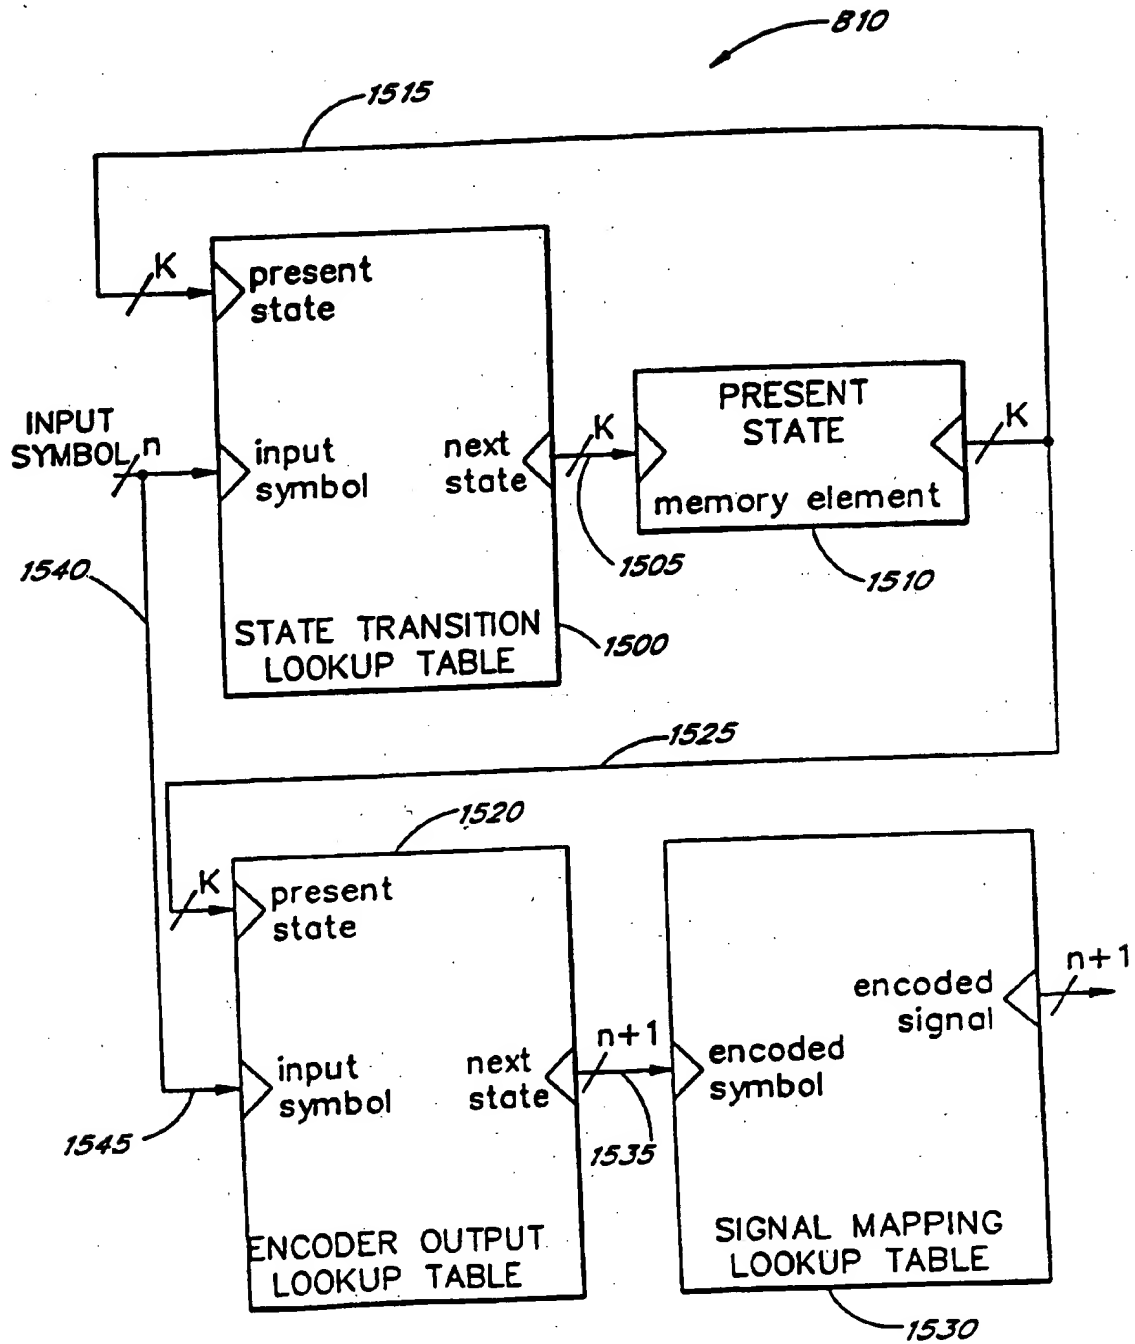 810
1515
K
present
state
INPUT
SYMBOL
n
input
symbol
next
state
K
1505
PRESENT
STATE
memory element
K
1510
1540
STATE TRANSITION
LOOKUP TABLE
1500
1525
1520
K
present
state
input
symbol
next
state
n+1
1535
1545
ENCODER OUTPUT
LOOKUP TABLE
encoded
symbol
encoded
signal
n+1
SIGNAL MAPPING
LOOKUP TABLE
1530